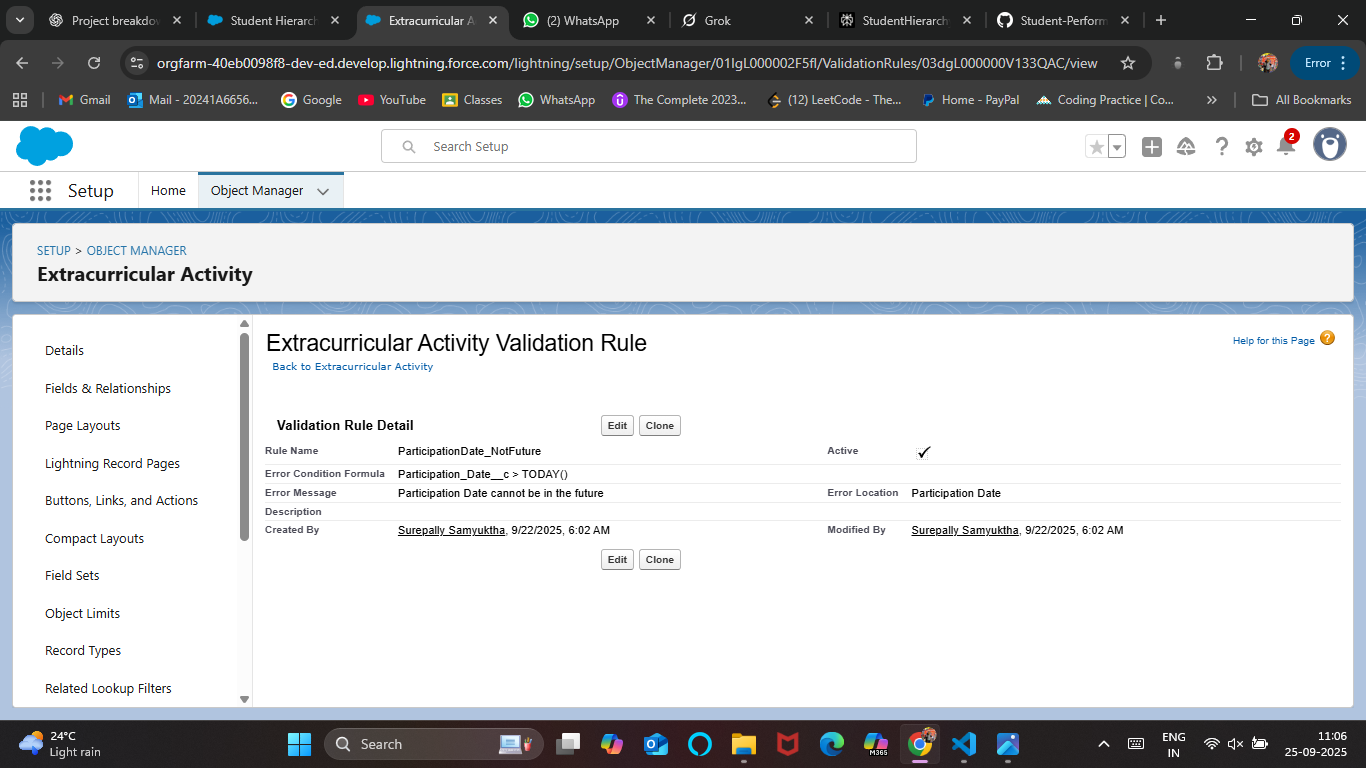 Project breakdow
Student Hierarch
Extracurricular A
(2) WhatsApp
Grok
StudentHierarch
Student-Perform
orgfarm-40eb0098f8-dev-ed.develop.lightning.force.com/lightning/setup/ObjectManager/01IgL000002F5fI/ValidationRules/03dgL000000V133QAC/view
Error
Gmail
Mail - 20241A6656...
Google
YouTube
Classes
WhatsApp
The Complete 2023...
(12) LeetCode - The...
Home - PayPal
Coding Practice | Co...
All Bookmarks
Search Setup
2
Setup
Home
Object Manager
SETUP > OBJECT MANAGER
Extracurricular Activity
Details
Fields & Relationships
Page Layouts
Lightning Record Pages
Buttons, Links, and Actions
Compact Layouts
Field Sets
Object Limits
Record Types
Related Lookup Filters
Extracurricular Activity Validation Rule
Help for this Page
Back to Extracurricular Activity
Validation Rule Detail
Edit Clone
Rule Name ParticipationDate_NotFuture Active
Error Condition Formula Participation_Date__c > TODAY()
Error Message Participation Date cannot be in the future Error Location Participation Date
Description
Created By Surepally Samyuktha, 9/22/2025, 6:02 AM Modified By Surepally Samyuktha, 9/22/2025, 6:02 AM
Edit Clone
24°C
Light rain
Search
M365
ENG
IN
11:06
25-09-2025